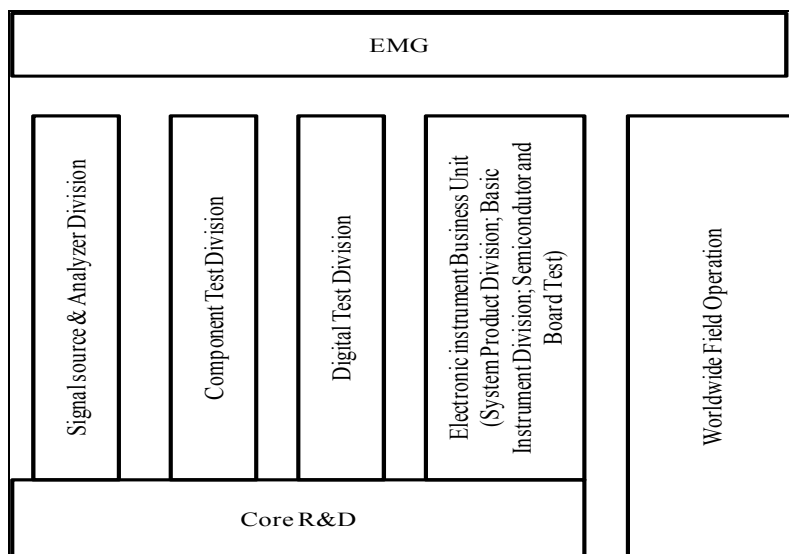 EMG
Signal source & Analyzer Division
Component Test Division
Digital Test Division
Electronic instrument Business Unit
(System Product Division; Basic
Instrument Division; Semicondutor and
Board Test)
Worldwide Field Operation
Core R&D